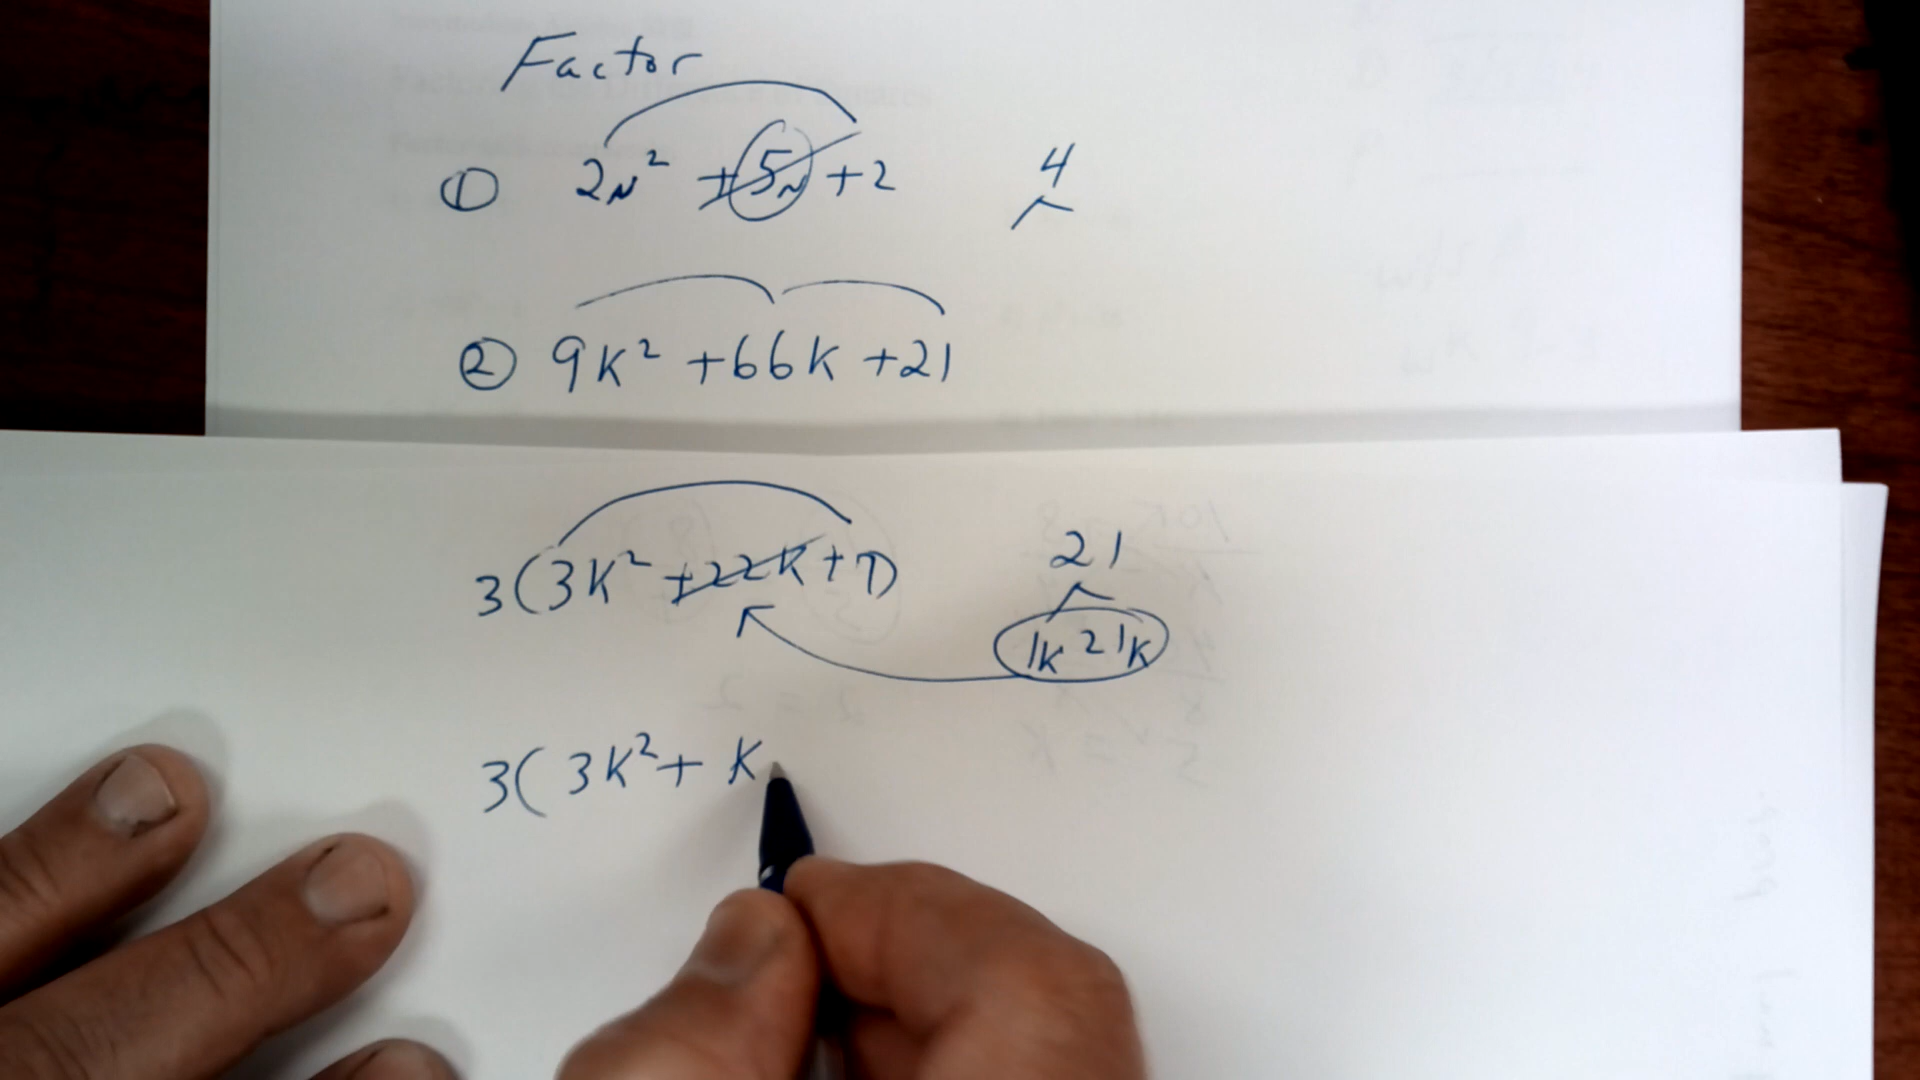 Factor
① 2N² +5N +2 4
② 9K² +66K +21
3(3K² +22K+7) 21
1K 21K
3( 3K²+ K